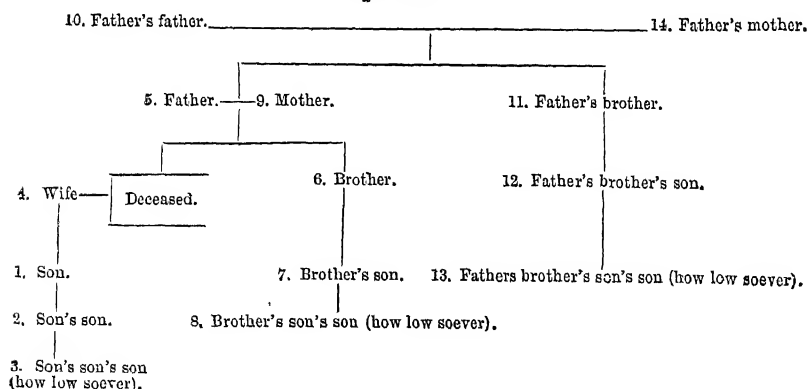 10. Father's father. 14. Father's mother.
5. Father. 9. Mother. 11. Father's brother.
4. Wife Deceased. 6. Brother. 12. Father's brother's son.
1. Son. 7. Brother's son. 13. Fathers brother's son's son (how low soever).
2. Son's son. 8. Brother's son's son (how low soever).
3. Son's son's son
(how low soever).